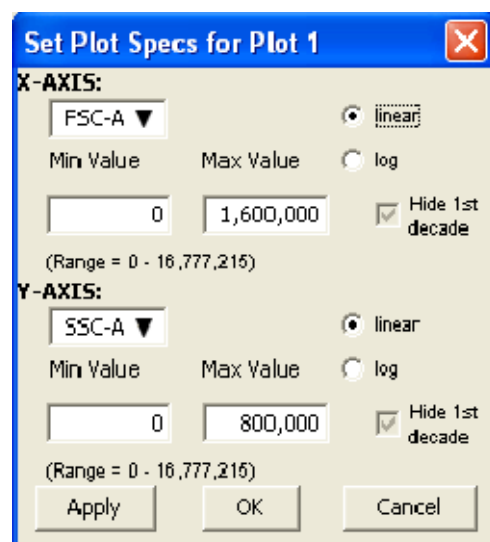 Set Plot Specs for Plot 1
X-AXIS:
FSC-A
linear
Min Value Max Value log
0 1,600,000 Hide 1st
decade
(Range = 0 - 16,777,215)
Y-AXIS:
SSC-A
linear
Min Value Max Value log
0 800,000 Hide 1st
decade
(Range = 0 - 16,777,215)
Apply OK Cancel